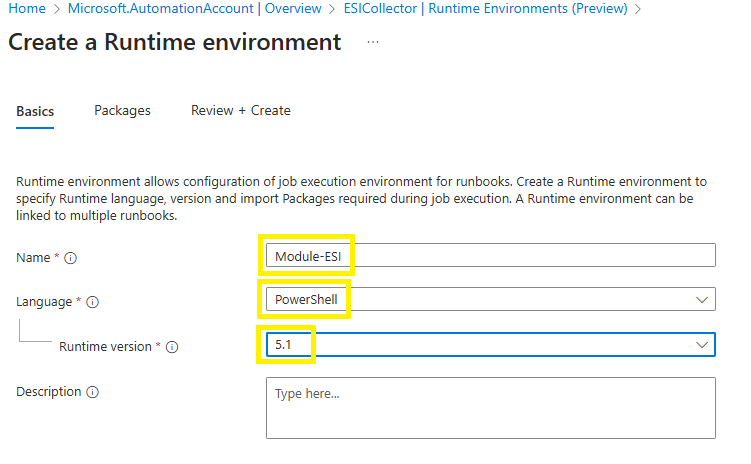 Home > Microsoft.AutomationAccount | Overview > ESICollector | Runtime Environments (Preview) >
Create a Runtime environment ...
Basics Packages Review + Create
Runtime environment allows configuration of job execution environment for runbooks. Create a Runtime environment to
specify Runtime language, version and import Packages required during job execution. A Runtime environment can be
linked to multiple runbooks.
Name * Module-ESI
Language * PowerShell
Runtime version * 5.1
Description Type here...